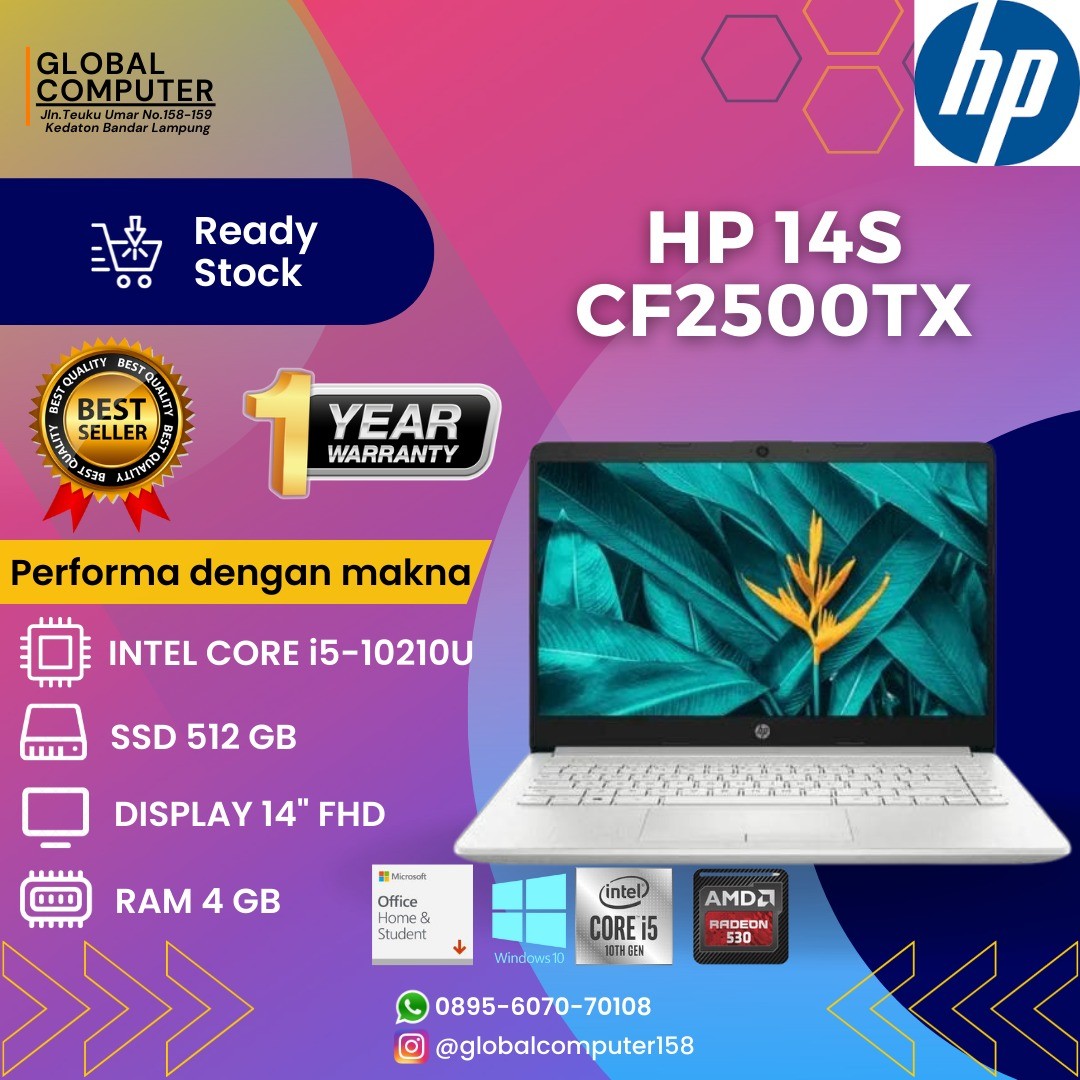 GLOBAL
COMPUTER
Jln.Teuku Umar No.158-159
Kedaton Bandar Lampung
hp
Ready
Stock
HP 14S
CF2500TX
BEST QUALITY BEST QUALITY BEST QUALITY BEST QUALITY
BEST
SELLER
1 YEAR
WARRANTY
Performa dengan makna
INTEL CORE i5-10210U
SSD 512 GB
DISPLAY 14" FHD
RAM 4 GB
hp
Microsoft
Office
Home &
Student
Windows 10
intel
CORE i5
10TH GEN
AMD
RADEON
530
0895-6070-70108
@globalcomputer158